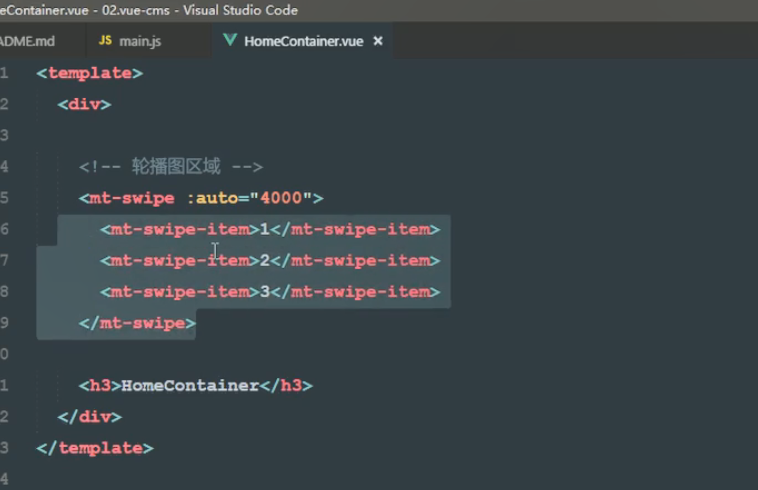 eContainer.vue - 02.vue-cms - Visual Studio Code
ADME.md JS main.js HomeContainer.vue ×
1 <template>
2 <div>
3
4 <!-- 轮播图区域 -->
5 <mt-swipe :auto="4000">
6 <mt-swipe-item>1</mt-swipe-item>
7 <mt-swipe-item>2</mt-swipe-item>
8 <mt-swipe-item>3</mt-swipe-item>
9 </mt-swipe>
0
1 <h3>HomeContainer</h3>
2 </div>
3 </template>
4